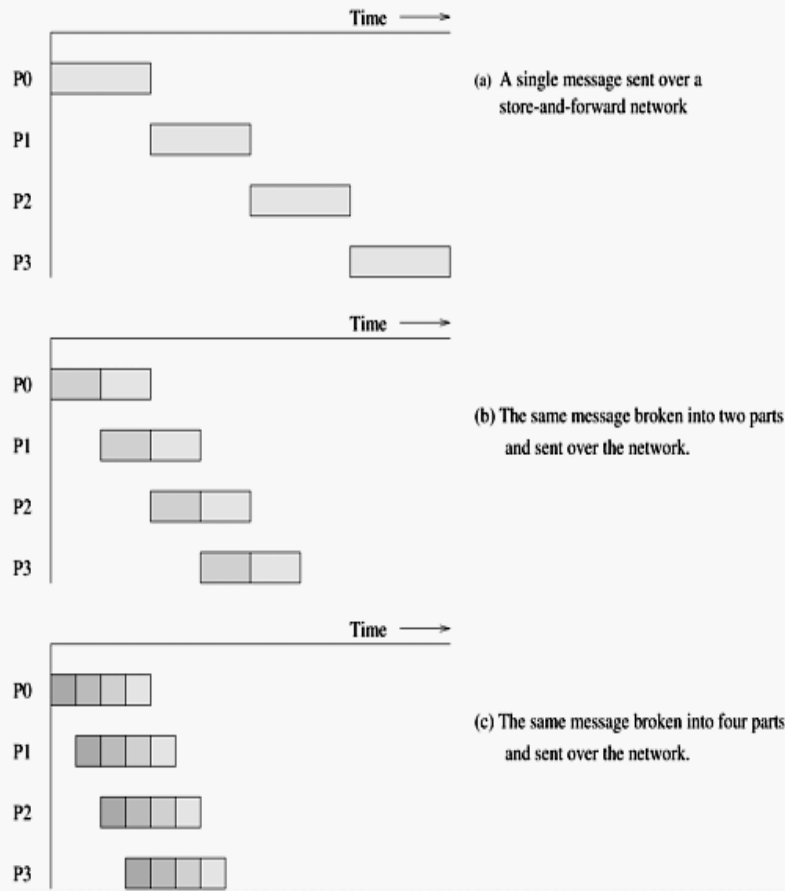 Time
P0
(a) A single message sent over a
store-and-forward network
P1
P2
P3
Time
P0
(b) The same message broken into two parts
and sent over the network.
P1
P2
P3
Time
P0
(c) The same message broken into four parts
and sent over the network.
P1
P2
P3